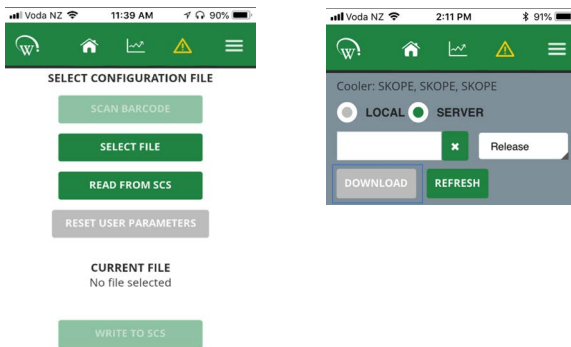 Voda NZ 11:39 AM 90%
W
SELECT CONFIGURATION FILE
SCAN BARCODE
SELECT FILE
READ FROM SCS
RESET USER PARAMETERS
CURRENT FILE
No file selected
WRITE TO SCS
Voda NZ 2:11 PM 91%
W
Cooler: SKOPE, SKOPE, SKOPE
LOCAL SERVER
Release
DOWNLOAD REFRESH